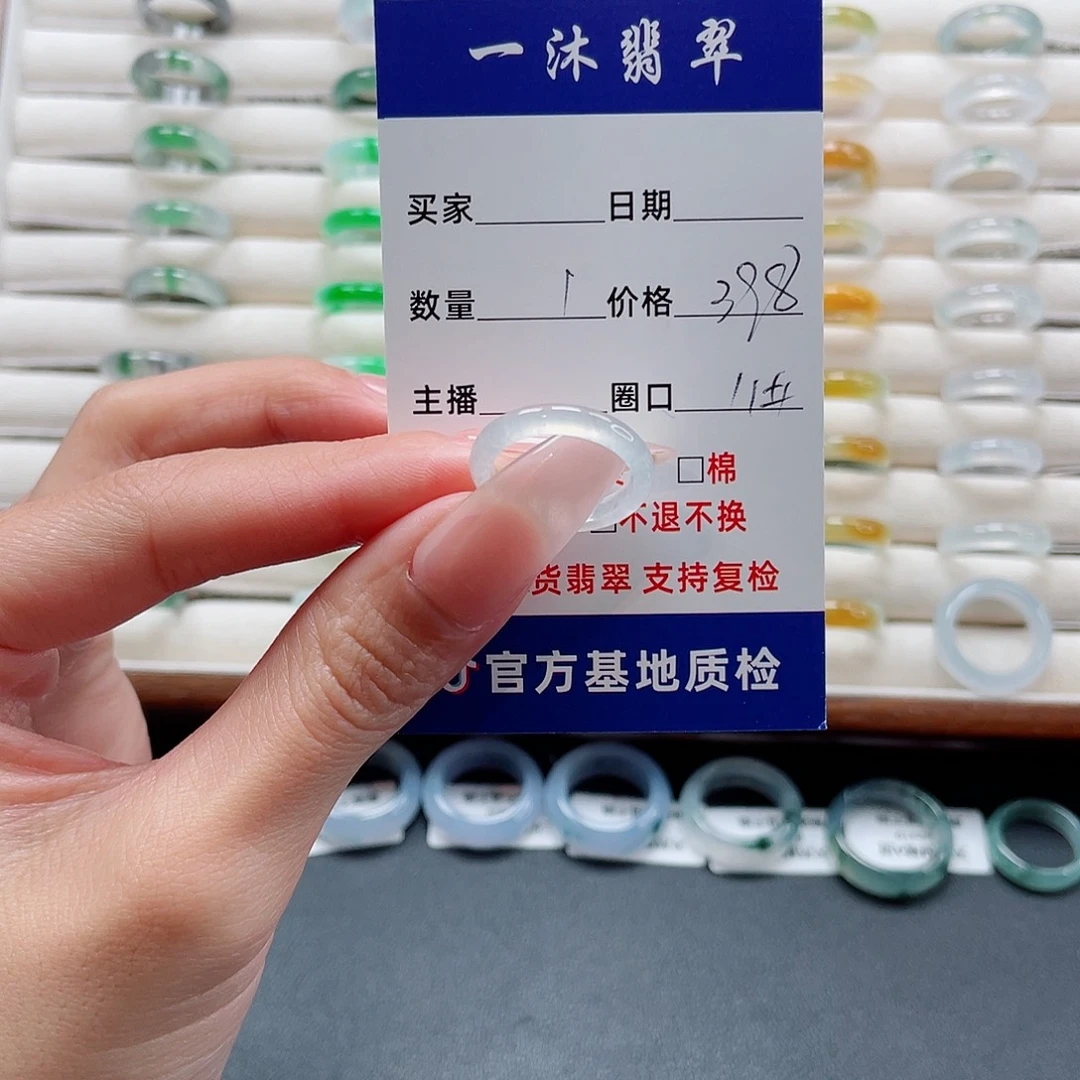 一沐翡翠
买家 日期
数量 1 价格 398
主播 圈口 11#
□棉
不退不换
货翡翠 支持复检
官方基地质检